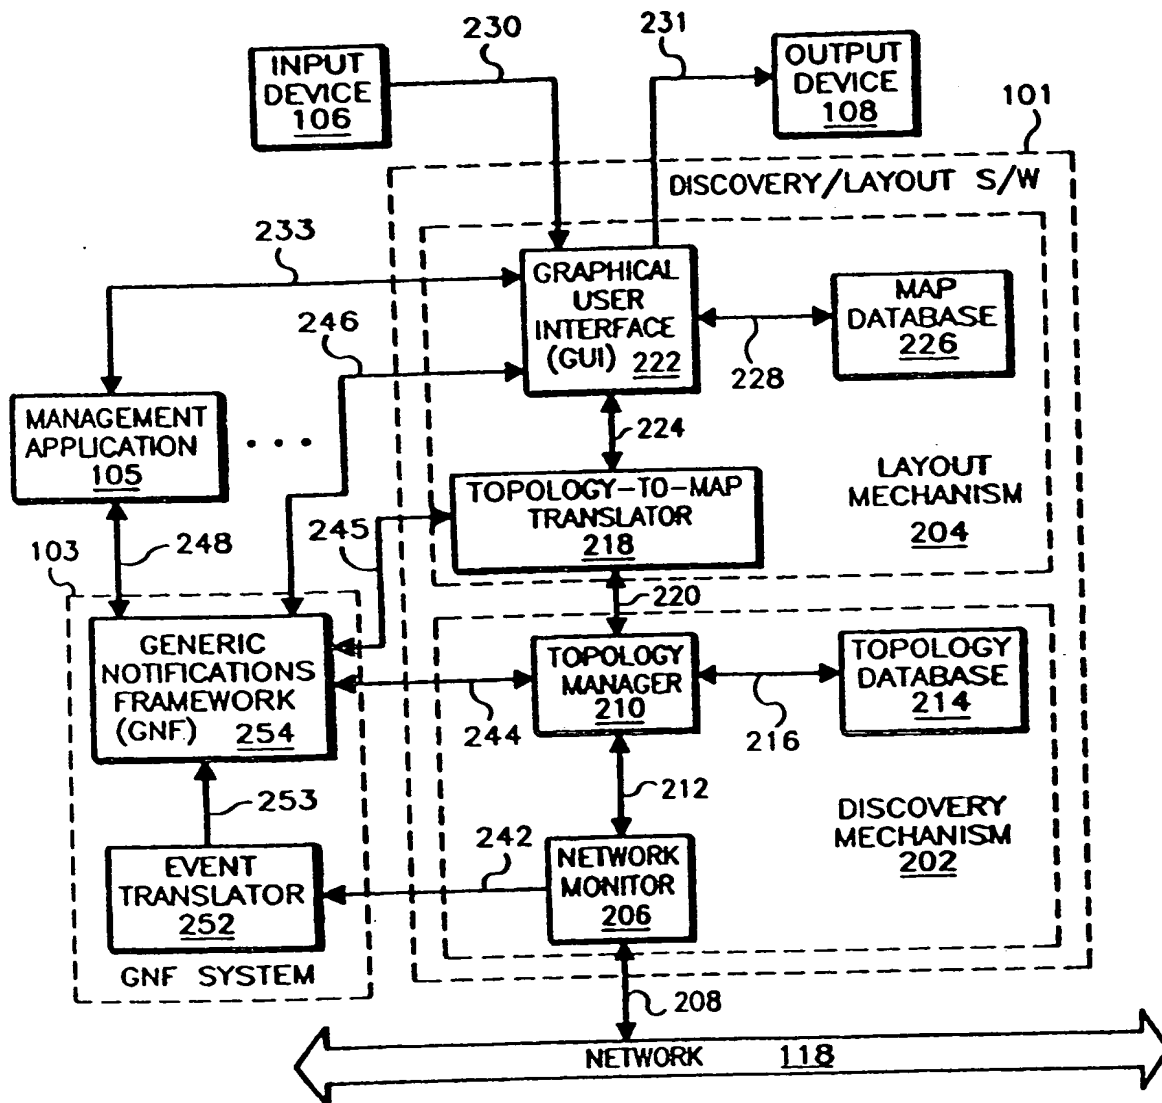 230
231
INPUT
DEVICE
106
OUTPUT
DEVICE
108
101
DISCOVERY/LAYOUT S/W
233
GRAPHICAL
USER
INTERFACE
(GUI) 222
MAP
DATABASE
226
246
228
MANAGEMENT
APPLICATION
105
. . .
224
LAYOUT
MECHANISM
204
TOPOLOGY-TO-MAP
TRANSLATOR
218
245
103
248
220
GENERIC
NOTIFICATIONS
FRAMEWORK
(GNF) 254
TOPOLOGY
MANAGER
210
TOPOLOGY
DATABASE
214
244
216
212
253
242
DISCOVERY
MECHANISM
202
EVENT
TRANSLATOR
252
NETWORK
MONITOR
206
GNF SYSTEM
208
NETWORK 118